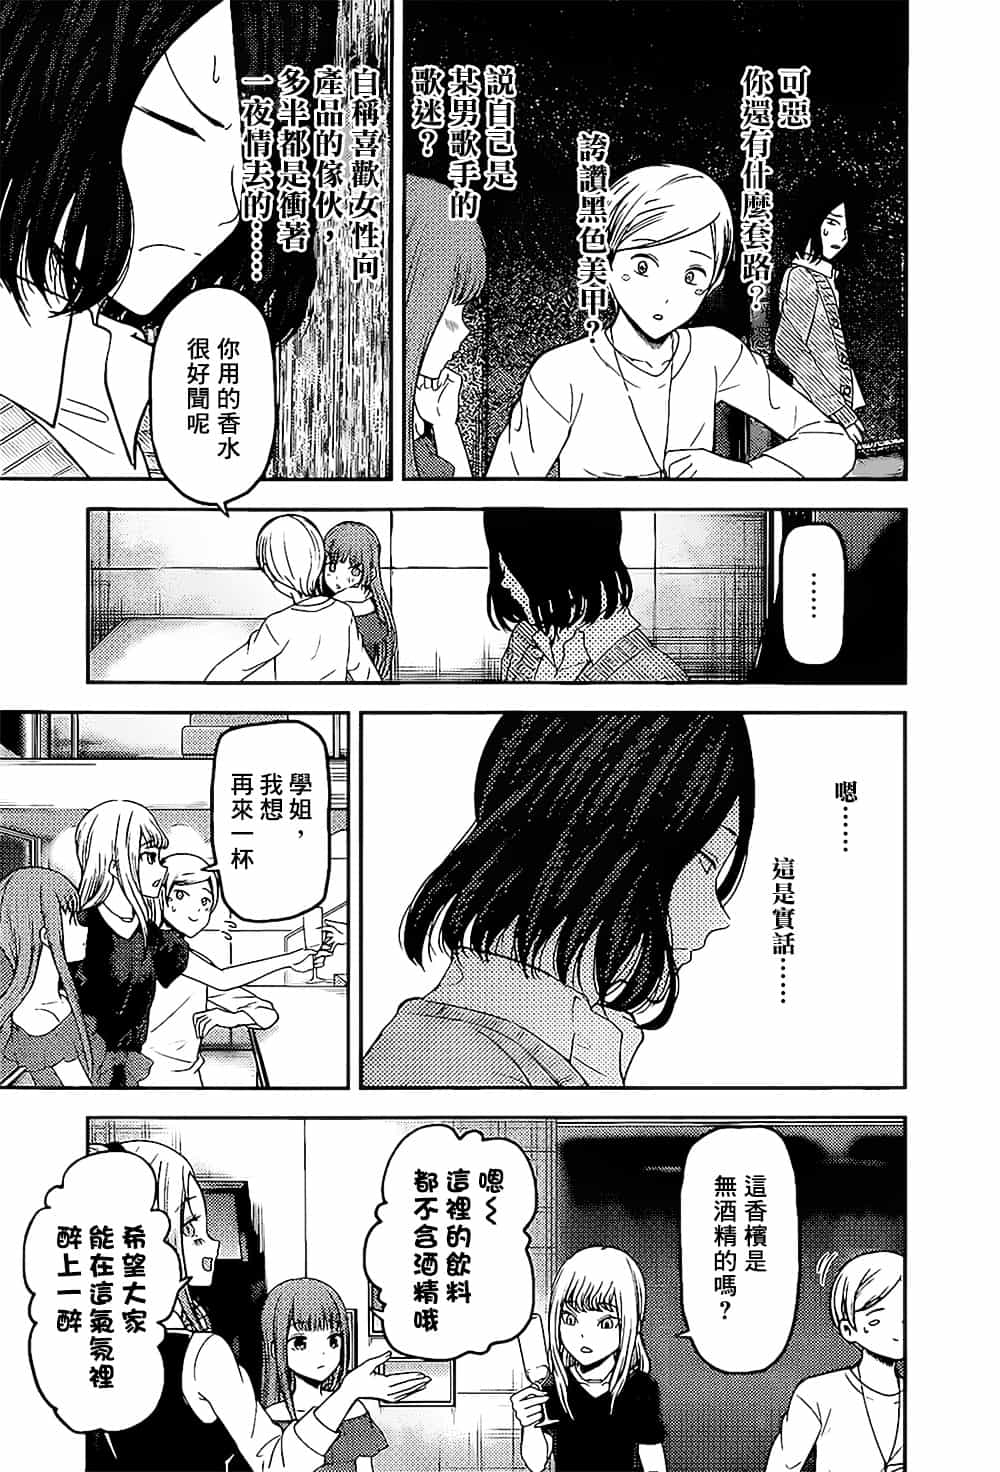 可惡
你還有什麼套路？
誇讚黑色美甲？
說自己是
某男歌手的
歌迷？
自稱喜歡女性向
產品的傢伙，
多半都是衝著
一夜情去的……
你用的香水
很好聞呢
……
嗯……
這是實話……
學姐，
我想
再來一杯
這香檳是
無酒精的嗎？
嗯～
這裡的飲料
都不含酒精哦
希望大家
能在這氣氛裡
醉上一醉